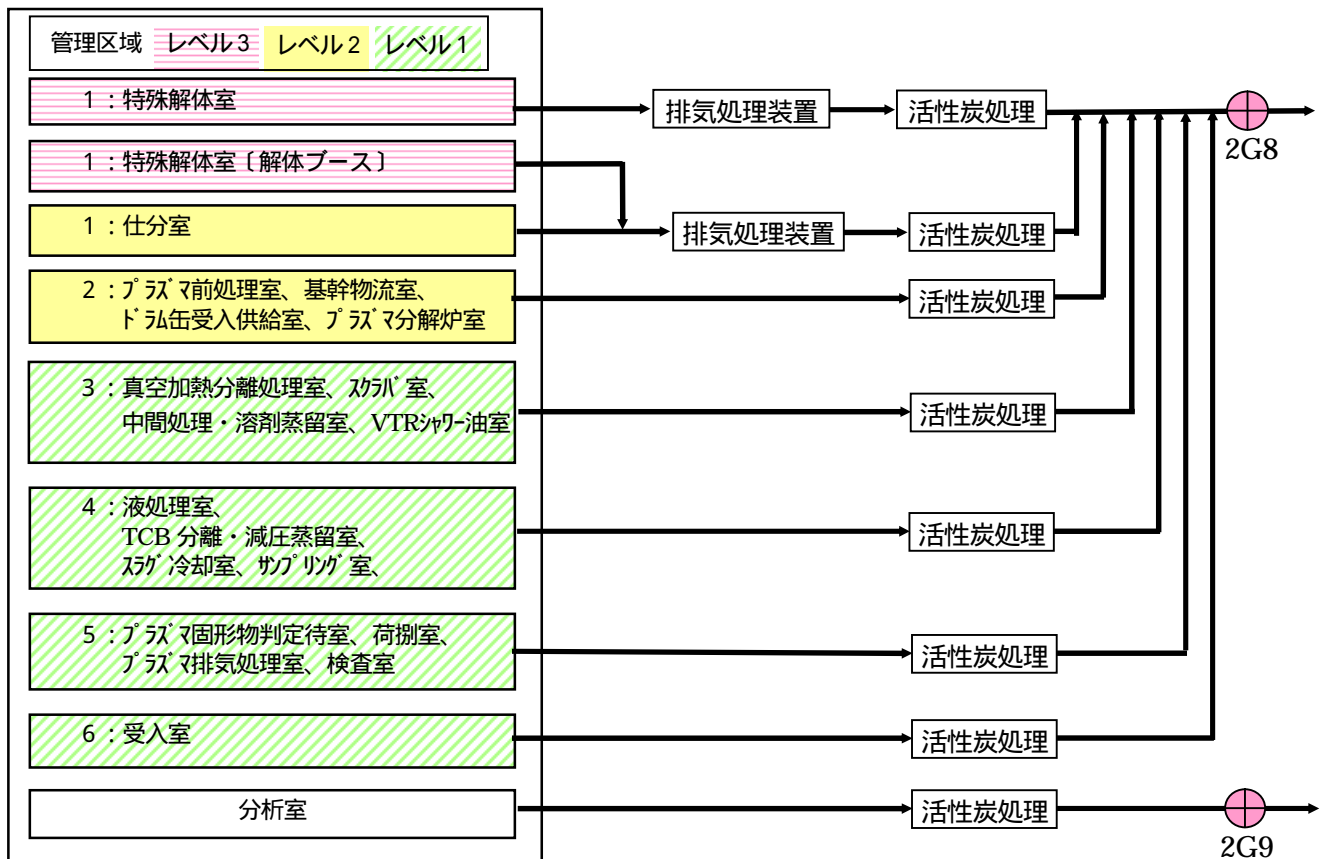 管理区域 レベル3 レベル2 レベル1
1:特殊解体室
排気処理装置
活性炭処理
2G8
1:特殊解体室〔解体ブース〕
1:仕分室
排気処理装置
活性炭処理
2:プラズマ前処理室、基幹物流室、
ドラム缶受入供給室、プラズマ分解炉室
活性炭処理
3:真空加熱分離処理室、スクラバ室、
中間処理・溶剤蒸留室、VTRシャワー油室
活性炭処理
4:液処理室、
TCB分離・減圧蒸留室、
スラグ冷却室、サンプリング室、
活性炭処理
5:プラズマ固形物判定待室、荷捌室、
プラズマ排気処理室、検査室
活性炭処理
6:受入室
活性炭処理
分析室
活性炭処理
2G9